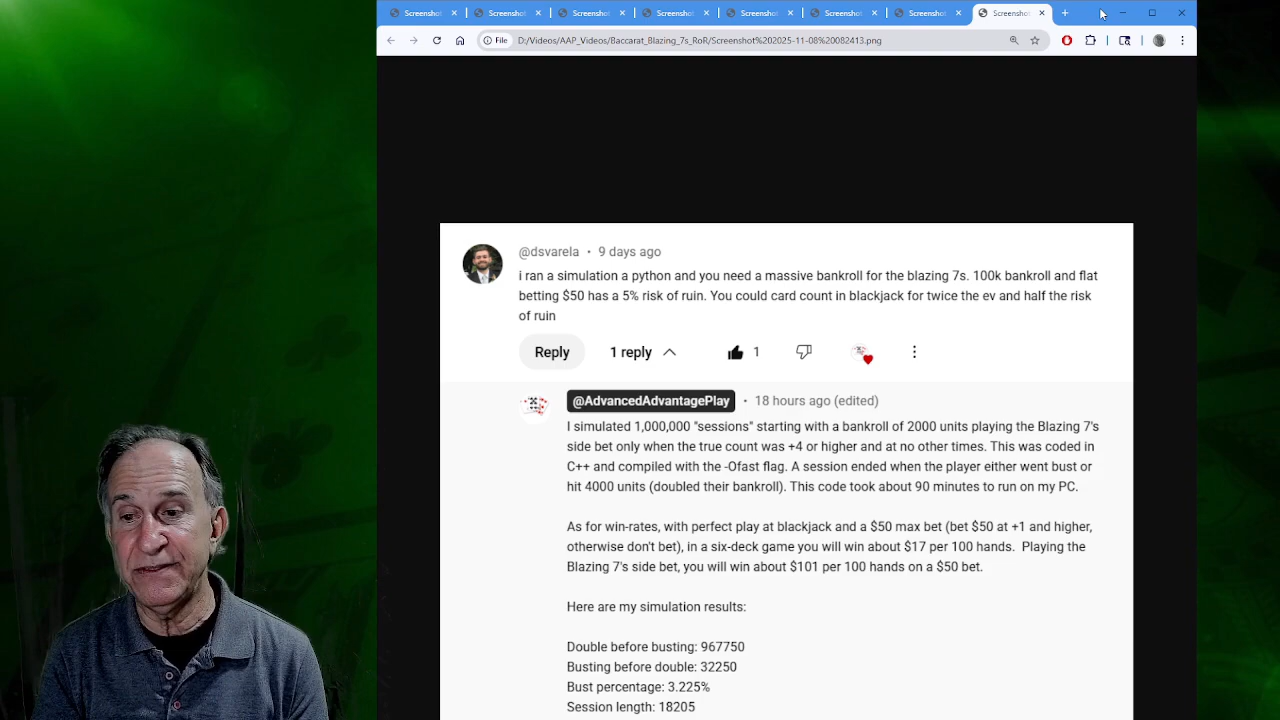 Screenshot
Screenshot
Screenshot
Screenshot
Screenshot
Screenshot
Screenshot
Screenshot
File D:/Videos/AAP_Videos/Baccarat_Blazing_7s_RoR/Screenshot%202025-11-08%20082413.png
@dsvarela • 9 days ago
i ran a simulation a python and you need a massive bankroll for the blazing 7s. 100k bankroll and flat
betting $50 has a 5% risk of ruin. You could card count in blackjack for twice the ev and half the risk
of ruin
Reply 1 reply 1
@AdvancedAdvantagePlay • 18 hours ago (edited)
I simulated 1,000,000 "sessions" starting with a bankroll of 2000 units playing the Blazing 7's
side bet only when the true count was +4 or higher and at no other times. This was coded in
C++ and compiled with the -Ofast flag. A session ended when the player either went bust or
hit 4000 units (doubled their bankroll). This code took about 90 minutes to run on my PC.
As for win-rates, with perfect play at blackjack and a $50 max bet (bet $50 at +1 and higher,
otherwise don't bet), in a six-deck game you will win about $17 per 100 hands. Playing the
Blazing 7's side bet, you will win about $101 per 100 hands on a $50 bet.
Here are my simulation results:
Double before busting: 967750
Busting before double: 32250
Bust percentage: 3.225%
Session length: 18205